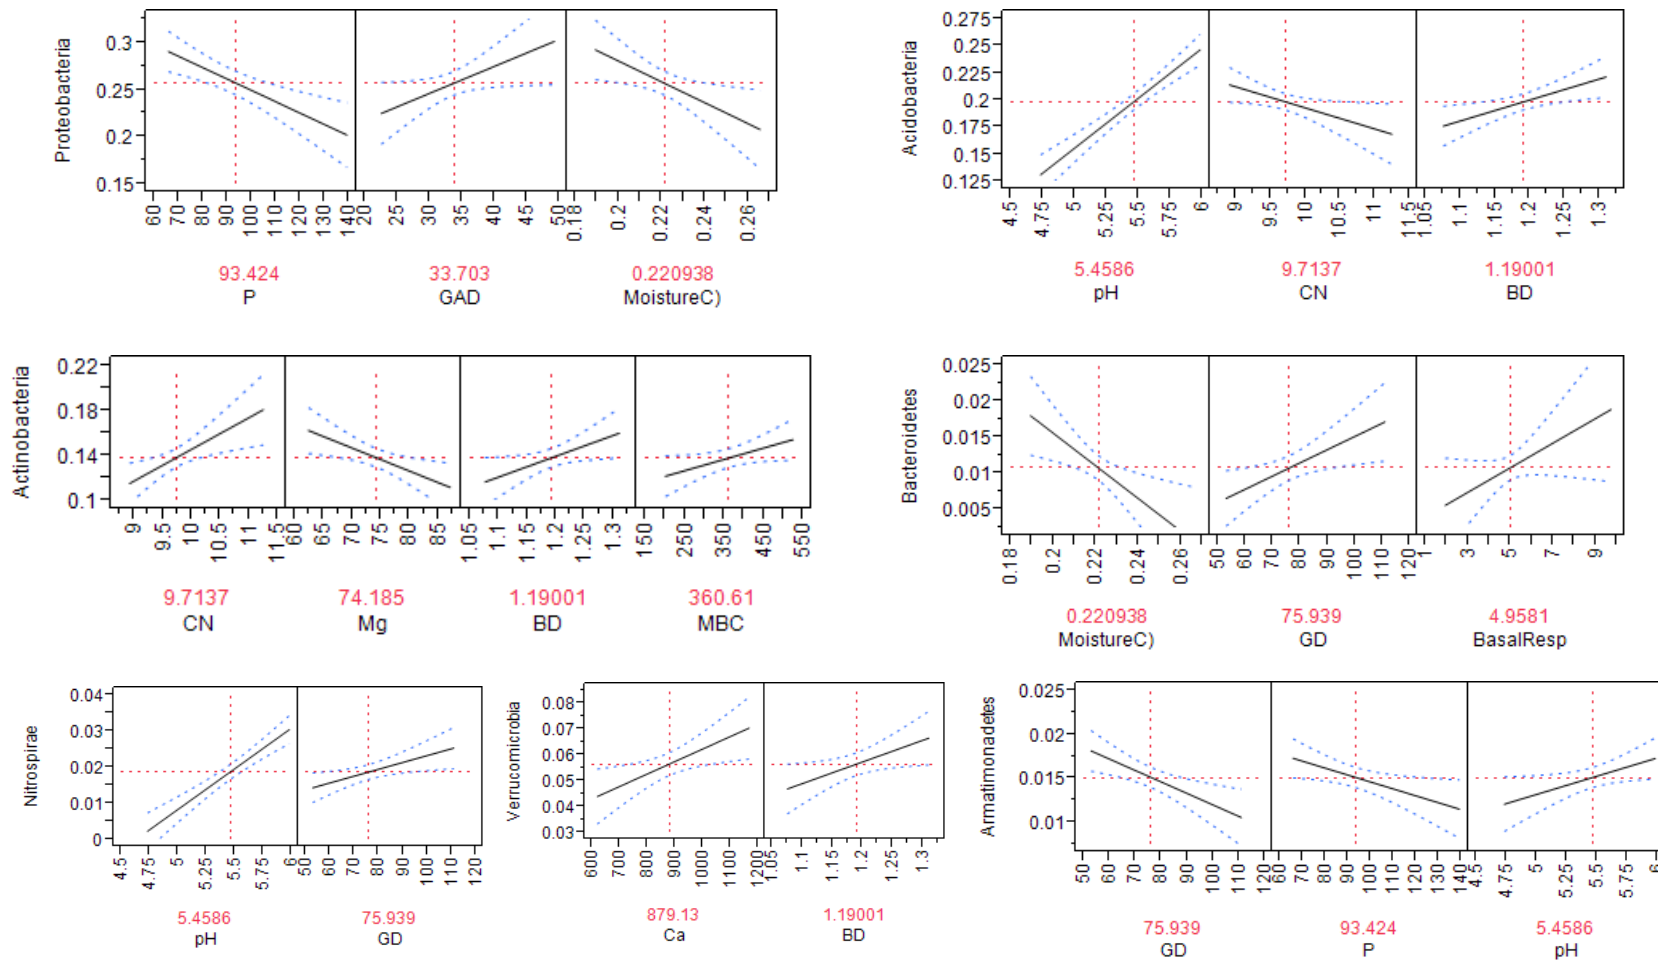 Proteobacteria
0.3
0.25
0.2
0.15
60 70 80 90 100 110 120 130 140
20 25 30 35 40 45 50
0.18 0.2 0.22 0.24 0.26
93.424 33.703 0.220938
P GAD MoistureC)
Acidobacteria
0.275
0.25
0.225
0.2
0.175
0.15
0.125
4.5 4.75 5 5.25 5.5 5.75 6
9 9.5 10 10.5 11 11.5
1.05 1.1 1.15 1.2 1.25 1.3
5.4586 9.7137 1.19001
pH CN BD
Actinobacteria
0.22
0.18
0.14
0.1
9 9.5 10 10.5 11 11.5
60 65 70 75 80 85
1.05 1.1 1.15 1.2 1.25 1.3
150 250 350 450 550
9.7137 74.185 1.19001 360.61
CN Mg BD MBC
Bacteroidetes
0.025
0.02
0.015
0.010
0.005
0.18 0.2 0.22 0.24 0.26
50 60 70 80 90 100 110 120
1 3 5 7 9
0.220938 75.939 4.9581
MoistureC) GD BasalResp
Nitrospirae
0.04
0.03
0.02
0.01
0
4.5 4.75 5 5.25 5.5 5.75 6
50 60 70 80 90 100 110 120
5.4586 75.939
pH GD
Verrucomicrobia
0.08
0.07
0.06
0.05
0.04
0.03
600 700 800 900 1000 1100 1200
1.05 1.1 1.15 1.2 1.25 1.3
879.13 1.19001
Ca BD
Armatimonadetes
0.025
0.02
0.015
0.01
50 60 70 80 90 100 110 120
60 70 80 90 100 110 120 130 140
4.5 4.75 5 5.25 5.5 5.75 6
75.939 93.424 5.4586
GD P pH